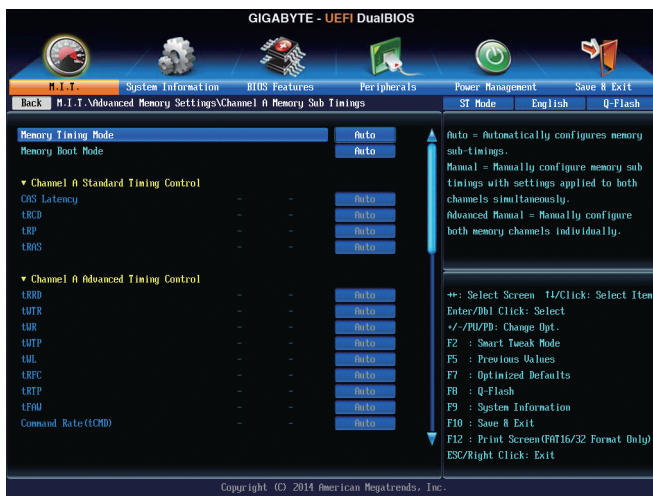 GIGABYTE - UEFI DualBIOS
M.I.T. System Information BIOS Features Peripherals Power Management Save & Exit
Back M.I.T.\Advanced Memory Settings\Channel A Memory Sub Timings ST Mode English Q-Flash
Memory Timing Mode Auto
Memory Boot Mode Auto
▼ Channel A Standard Timing Control
CAS Latency - - Auto
tRCD - - Auto
tRP - - Auto
tRAS - - Auto
▼ Channel A Advanced Timing Control
tRRD - - Auto
tWTR - - Auto
tWR - - Auto
tWTP - - Auto
tWL - - Auto
tRFC - - Auto
tRTP - - Auto
tFAW - - Auto
Command Rate(tCMD) - - Auto
Auto = Automatically configures memory
sub-timings.
Manual = Manually configure memory sub
timings with settings applied to both
channels simultaneously.
Advanced Manual = Manually configure
both memory channels individually.
→←: Select Screen ↑↓/Click: Select Item
Enter/Dbl Click: Select
+/-/PU/PD: Change Opt.
F2 : Smart Tweak Mode
F5 : Previous Values
F7 : Optimized Defaults
F8 : Q-Flash
F9 : System Information
F10 : Save & Exit
F12 : Print Screen(FAT16/32 Format Only)
ESC/Right Click: Exit
Copyright (C) 2014 American Megatrends, Inc.